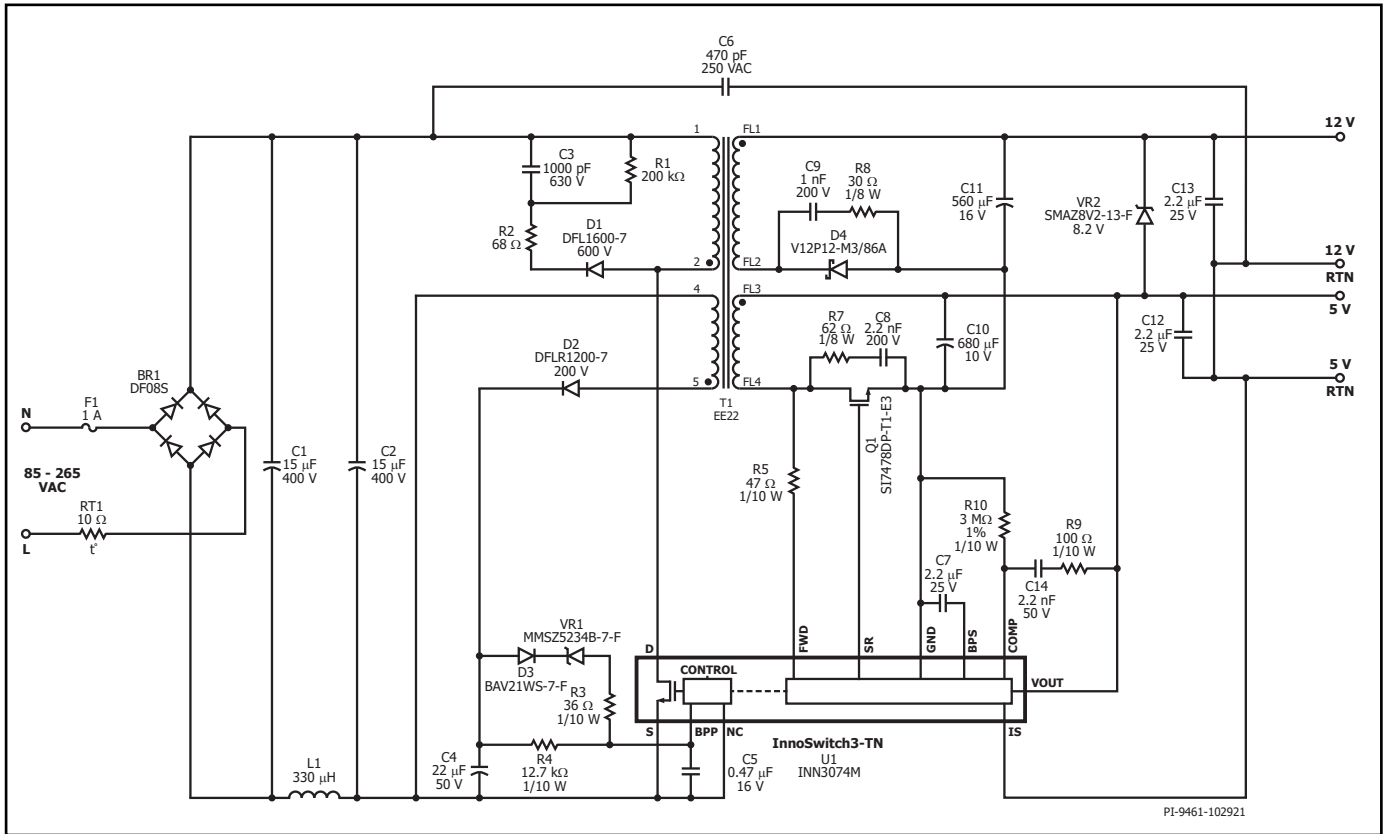 C6
470 pF
250 VAC
1
FL1
12 V
C3
1000 pF
630 V
R1
200 kΩ
C9
1 nF
200 V
R8
30 Ω
1/8 W
C11
560 μF
16 V
VR2
SMAZ8V2-13-F
8.2 V
C13
2.2 μF
25 V
R2
68 Ω
D1
DFL1600-7
600 V
D4
V12P12-M3/86A
2
FL2
12 V
RTN
4
FL3
5 V
R7
62 Ω
1/8 W
C8
2.2 nF
200 V
C10
680 μF
10 V
C12
2.2 μF
25 V
D2
DFLR1200-7
200 V
5
FL4
5 V
RTN
T1
EE22
Q1
SI7478DP-T1-E3
BR1
DF08S
N
F1
1 A
85 - 265
VAC
RT1
10 Ω
t°
L
C1
15 μF
400 V
C2
15 μF
400 V
R5
47 Ω
1/10 W
R10
3 MΩ
1%
1/10 W
R9
100 Ω
1/10 W
C7
2.2 μF
25 V
C14
2.2 nF
50 V
VR1
MMSZ5234B-7-F
D3
BAV21WS-7-F
R3
36 Ω
1/10 W
D
CONTROL
FWD
SR
GND
BPS
COMP
VOUT
S
BPP
NC
IS
InnoSwitch3-TN
U1
INN3074M
L1
330 μH
C4
22 μF
50 V
R4
12.7 kΩ
1/10 W
C5
0.47 μF
16 V
PI-9461-102921